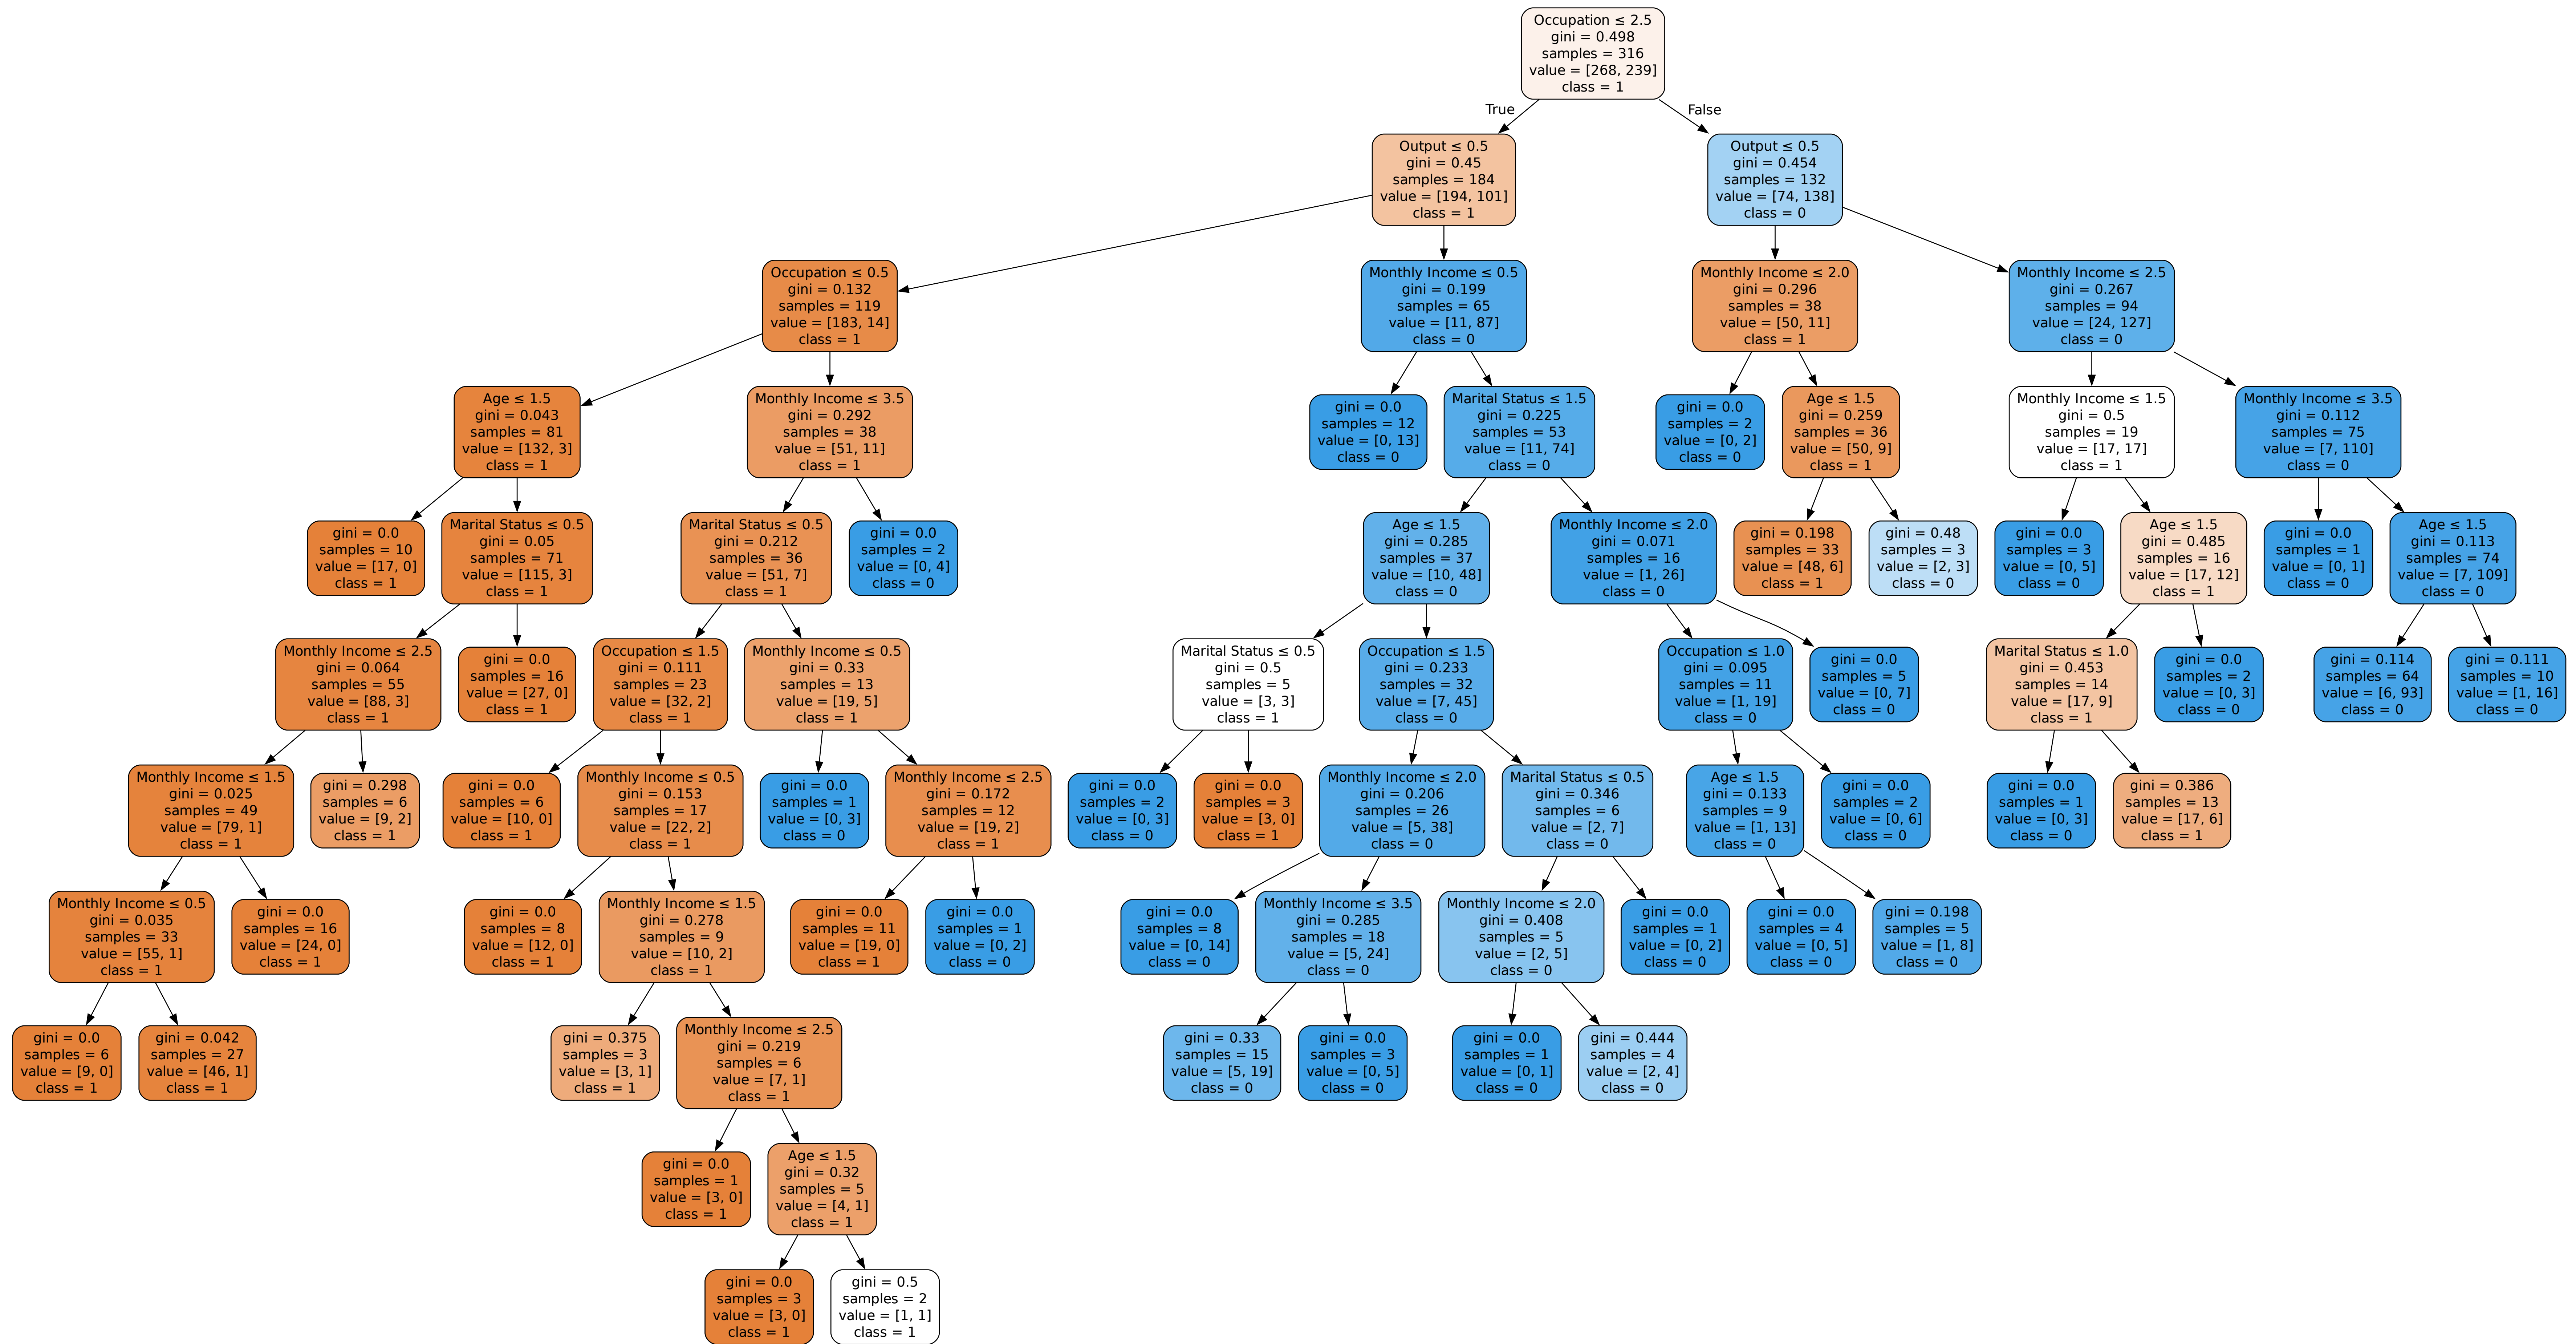 Occupation ≤ 2.5
gini = 0.498
samples = 316
value = [268, 239]
class = 1
True
False
Output ≤ 0.5
gini = 0.45
samples = 184
value = [194, 101]
class = 1
Output ≤ 0.5
gini = 0.454
samples = 132
value = [74, 138]
class = 0
Occupation ≤ 0.5
gini = 0.132
samples = 119
value = [183, 14]
class = 1
Monthly Income ≤ 0.5
gini = 0.199
samples = 65
value = [11, 87]
class = 0
Monthly Income ≤ 2.0
gini = 0.296
samples = 38
value = [50, 11]
class = 1
Monthly Income ≤ 2.5
gini = 0.267
samples = 94
value = [24, 127]
class = 0
Age ≤ 1.5
gini = 0.043
samples = 81
value = [132, 3]
class = 1
Monthly Income ≤ 3.5
gini = 0.292
samples = 38
value = [51, 11]
class = 1
gini = 0.0
samples = 12
value = [0, 13]
class = 0
Marital Status ≤ 1.5
gini = 0.225
samples = 53
value = [11, 74]
class = 0
gini = 0.0
samples = 2
value = [0, 2]
class = 0
Age ≤ 1.5
gini = 0.259
samples = 36
value = [50, 9]
class = 1
Monthly Income ≤ 1.5
gini = 0.5
samples = 19
value = [17, 17]
class = 1
Monthly Income ≤ 3.5
gini = 0.112
samples = 75
value = [7, 110]
class = 0
gini = 0.0
samples = 10
value = [17, 0]
class = 1
Marital Status ≤ 0.5
gini = 0.05
samples = 71
value = [115, 3]
class = 1
Marital Status ≤ 0.5
gini = 0.212
samples = 36
value = [51, 7]
class = 1
gini = 0.0
samples = 2
value = [0, 4]
class = 0
Age ≤ 1.5
gini = 0.285
samples = 37
value = [10, 48]
class = 0
Monthly Income ≤ 2.0
gini = 0.071
samples = 16
value = [1, 26]
class = 0
gini = 0.198
samples = 33
value = [48, 6]
class = 1
gini = 0.48
samples = 3
value = [2, 3]
class = 0
gini = 0.0
samples = 3
value = [0, 5]
class = 0
Age ≤ 1.5
gini = 0.485
samples = 16
value = [17, 12]
class = 1
gini = 0.0
samples = 1
value = [0, 1]
class = 0
Age ≤ 1.5
gini = 0.113
samples = 74
value = [7, 109]
class = 0
Monthly Income ≤ 2.5
gini = 0.064
samples = 55
value = [88, 3]
class = 1
gini = 0.0
samples = 16
value = [27, 0]
class = 1
Occupation ≤ 1.5
gini = 0.111
samples = 23
value = [32, 2]
class = 1
Monthly Income ≤ 0.5
gini = 0.33
samples = 13
value = [19, 5]
class = 1
Marital Status ≤ 0.5
gini = 0.5
samples = 5
value = [3, 3]
class = 1
Occupation ≤ 1.5
gini = 0.233
samples = 32
value = [7, 45]
class = 0
Occupation ≤ 1.0
gini = 0.095
samples = 11
value = [1, 19]
class = 0
gini = 0.0
samples = 5
value = [0, 7]
class = 0
Marital Status ≤ 1.0
gini = 0.453
samples = 14
value = [17, 9]
class = 1
gini = 0.0
samples = 2
value = [0, 3]
class = 0
gini = 0.114
samples = 64
value = [6, 93]
class = 0
gini = 0.111
samples = 10
value = [1, 16]
class = 0
Monthly Income ≤ 1.5
gini = 0.025
samples = 49
value = [79, 1]
class = 1
gini = 0.298
samples = 6
value = [9, 2]
class = 1
gini = 0.0
samples = 6
value = [10, 0]
class = 1
Monthly Income ≤ 0.5
gini = 0.153
samples = 17
value = [22, 2]
class = 1
gini = 0.0
samples = 1
value = [0, 3]
class = 0
Monthly Income ≤ 2.5
gini = 0.172
samples = 12
value = [19, 2]
class = 1
gini = 0.0
samples = 2
value = [0, 3]
class = 0
gini = 0.0
samples = 3
value = [3, 0]
class = 1
Monthly Income ≤ 2.0
gini = 0.206
samples = 26
value = [5, 38]
class = 0
Marital Status ≤ 0.5
gini = 0.346
samples = 6
value = [2, 7]
class = 0
Age ≤ 1.5
gini = 0.133
samples = 9
value = [1, 13]
class = 0
gini = 0.0
samples = 2
value = [0, 6]
class = 0
gini = 0.0
samples = 1
value = [0, 3]
class = 0
gini = 0.386
samples = 13
value = [17, 6]
class = 1
Monthly Income ≤ 0.5
gini = 0.035
samples = 33
value = [55, 1]
class = 1
gini = 0.0
samples = 16
value = [24, 0]
class = 1
gini = 0.0
samples = 8
value = [12, 0]
class = 1
Monthly Income ≤ 1.5
gini = 0.278
samples = 9
value = [10, 2]
class = 1
gini = 0.0
samples = 11
value = [19, 0]
class = 1
gini = 0.0
samples = 1
value = [0, 2]
class = 0
gini = 0.0
samples = 8
value = [0, 14]
class = 0
Monthly Income ≤ 3.5
gini = 0.285
samples = 18
value = [5, 24]
class = 0
Monthly Income ≤ 2.0
gini = 0.408
samples = 5
value = [2, 5]
class = 0
gini = 0.0
samples = 1
value = [0, 2]
class = 0
gini = 0.0
samples = 4
value = [0, 5]
class = 0
gini = 0.198
samples = 5
value = [1, 8]
class = 0
gini = 0.0
samples = 6
value = [9, 0]
class = 1
gini = 0.042
samples = 27
value = [46, 1]
class = 1
gini = 0.375
samples = 3
value = [3, 1]
class = 1
Monthly Income ≤ 2.5
gini = 0.219
samples = 6
value = [7, 1]
class = 1
gini = 0.33
samples = 15
value = [5, 19]
class = 0
gini = 0.0
samples = 3
value = [0, 5]
class = 0
gini = 0.0
samples = 1
value = [0, 1]
class = 0
gini = 0.444
samples = 4
value = [2, 4]
class = 0
gini = 0.0
samples = 1
value = [3, 0]
class = 1
Age ≤ 1.5
gini = 0.32
samples = 5
value = [4, 1]
class = 1
gini = 0.0
samples = 3
value = [3, 0]
class = 1
gini = 0.5
samples = 2
value = [1, 1]
class = 1